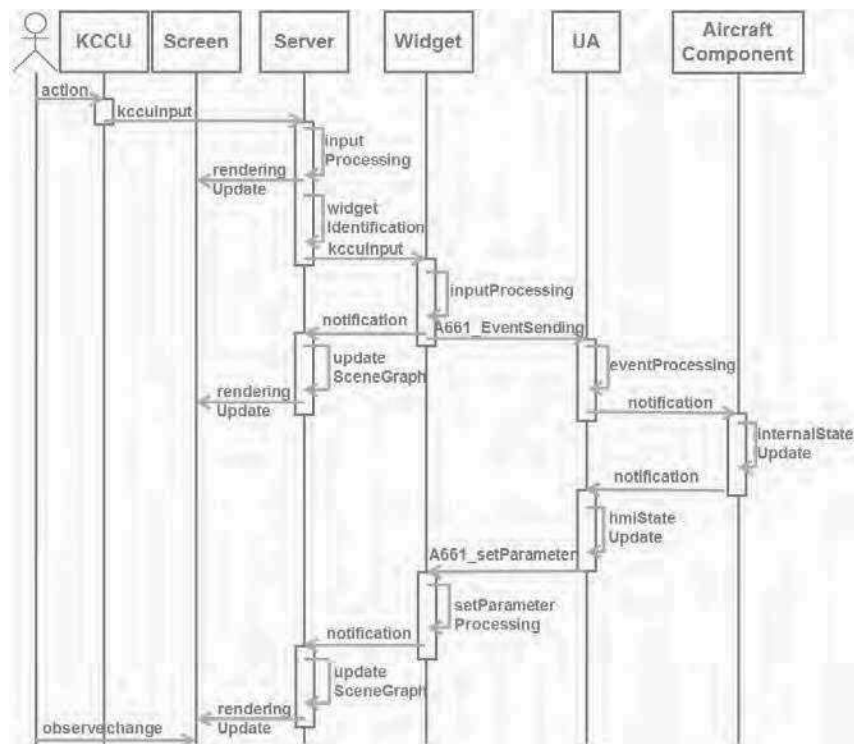 KCCU
Screen
Server
Widget
UA
Aircraft
Component
action
kccuInput
input
Processing
rendering
Update
widget
Identification
kccuInput
inputProcessing
notification
A661_EventSending
update
SceneGraph
eventProcessing
rendering
Update
notification
internalState
Update
notification
hmiState
Update
A661_setParameter
setParameter
Processing
notification
update
SceneGraph
rendering
Update
observechange